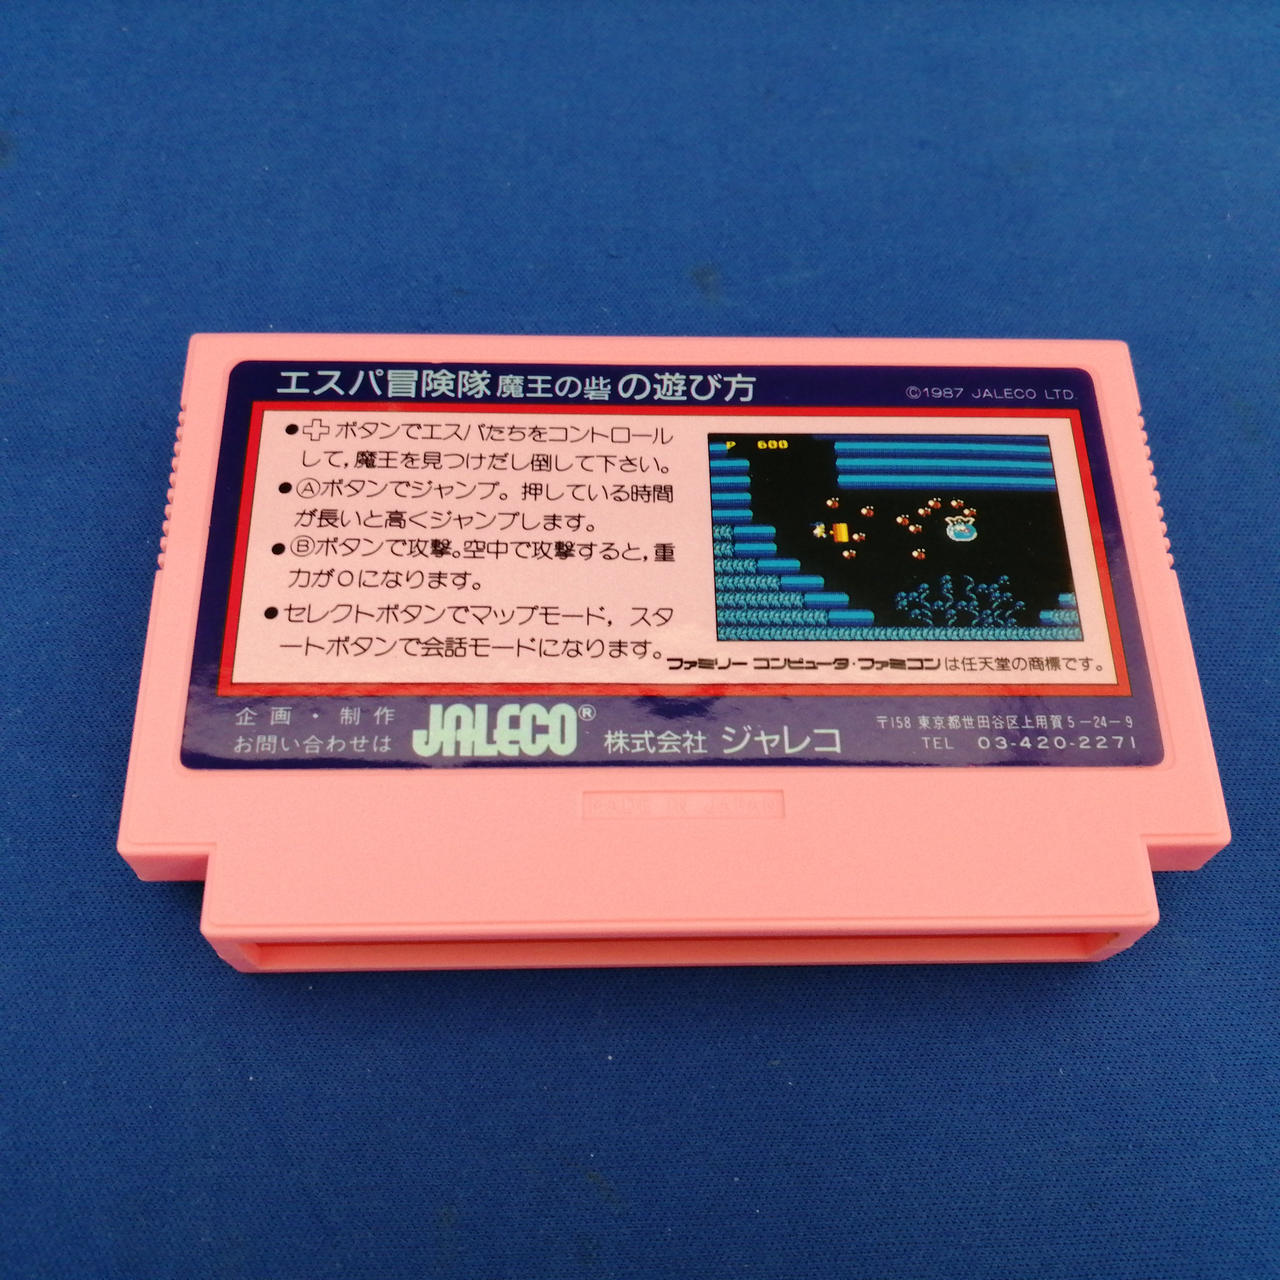 エスパ冒険隊 魔王の砦 の遊び方
©1987 JALECO LTD.
●✚ボタンでエスパたちをコントロール
して,魔王を見つけだし倒して下さい。
●Ⓐボタンでジャンプ。押している時間
が長いと高くジャンプします。
●Ⓑボタンで攻撃。空中で攻撃すると,重
力が0になります。
●セレクトボタンでマップモード,スタ
ートボタンで会話モードになります。
P 600
ファミリーコンピュータ・ファミコンは任天堂の商標です。
企画・制作
お問い合わせは
JALECO®
株式会社 ジャレコ
〒158 東京都世田谷区上用賀5-24-9
TEL 03-420-2271
MADE IN JAPAN